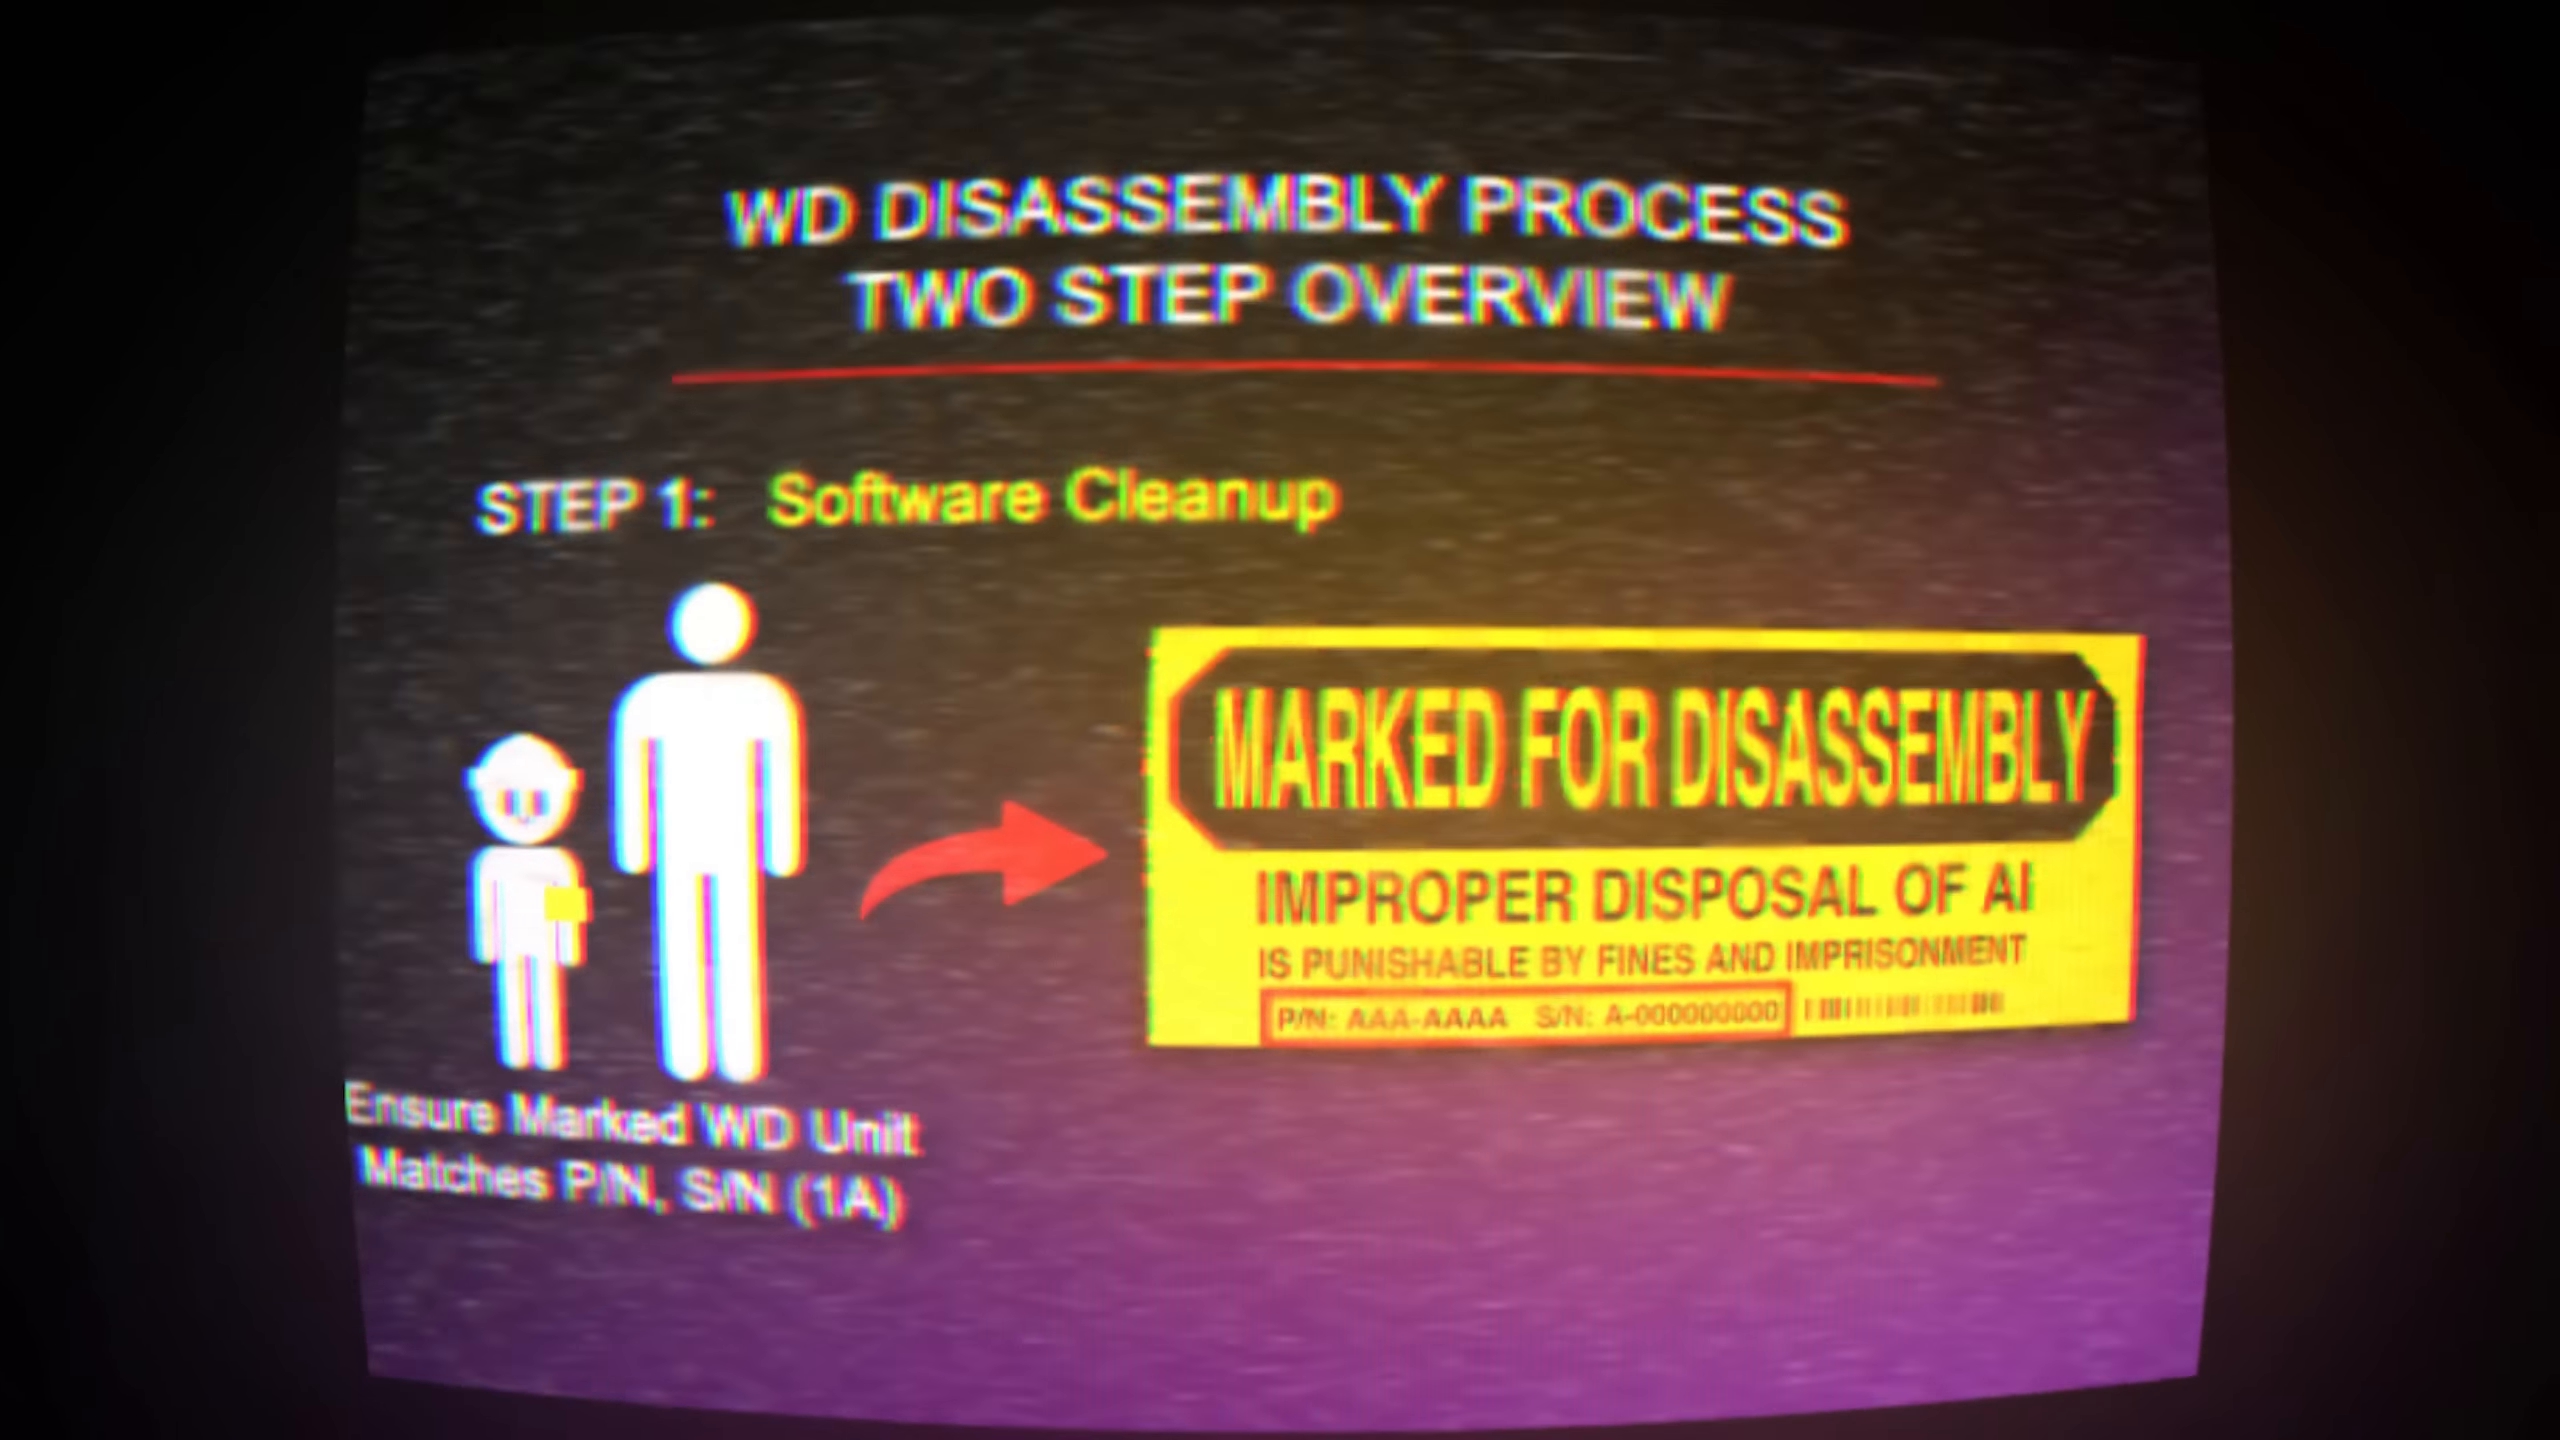 WD DISASSEMBLY PROCESS
TWO STEP OVERVIEW
STEP 1: Software Cleanup
MARKED FOR DISASSEMBLY
IMPROPER DISPOSAL OF AI
IS PUNISHABLE BY FINES AND IMPRISONMENT
P/N: AAA-AAAA S/N: A-000000000
Ensure Marked WD Unit
Matches P/N, S/N (1A)